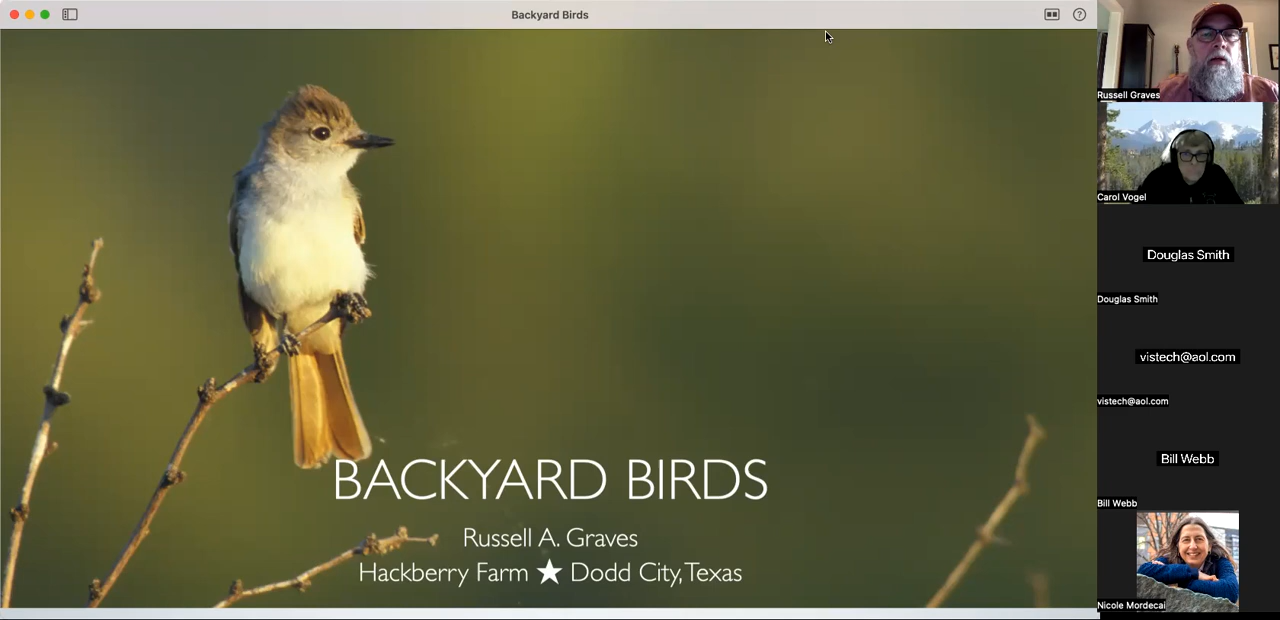 Backyard Birds
BACKYARD BIRDS
Russell A. Graves
Hackberry Farm ★ Dodd City, Texas
Russell Graves
Carol Vogel
Douglas Smith
Douglas Smith
vistech@aol.com
vistech@aol.com
Bill Webb
Bill Webb
Nicole Mordecai